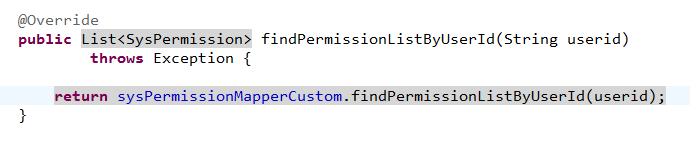 @Override
public List<SysPermission> findPermissionListByUserId(String userid)
throws Exception {
return sysPermissionMapperCustom.findPermissionListByUserId(userid);
}